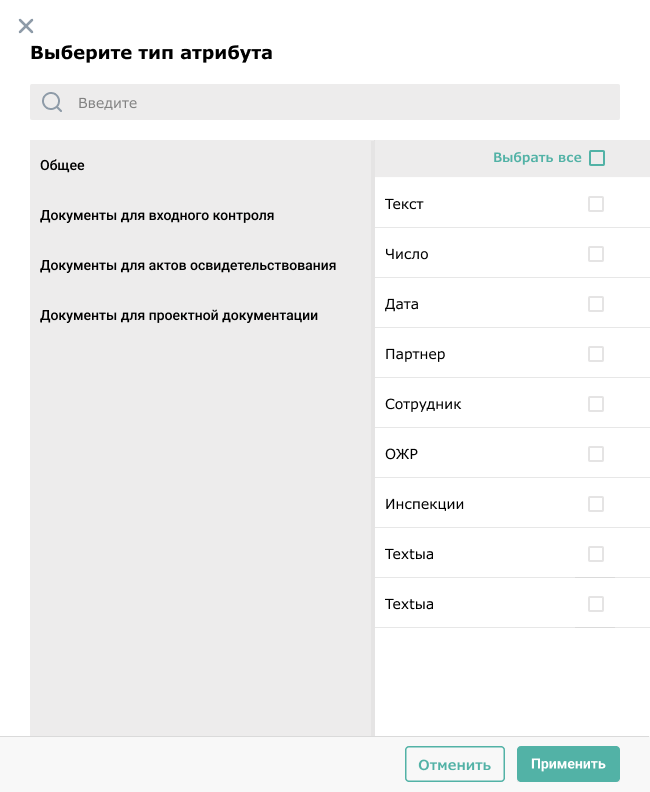 Выберите тип атрибута
Введите
Общее
Документы для входного контроля
Документы для актов освидетельствования
Документы для проектной документации
Выбрать все
Текст
Число
Дата
Партнер
Сотрудник
ОЖР
Инспекции
Textыа
Textыа
Отменить
Применить